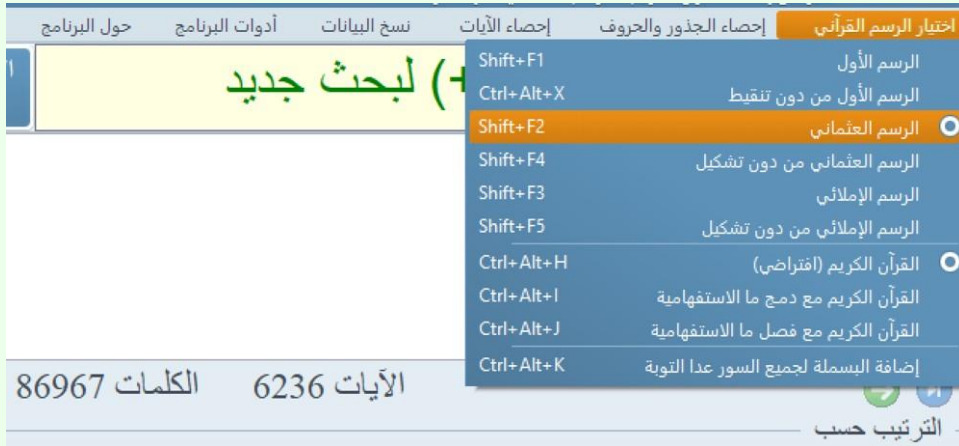 اختيار الرسم القرآني إحصاء الجذور والحروف إحصاء الآيات نسخ البيانات أدوات البرنامج حول البرنامج
الرسم الأول Shift+F1
الرسم الأول من دون تنقيط Ctrl+Alt+X
الرسم العثماني Shift+F2
الرسم العثماني من دون تشكيل Shift+F4
الرسم الإملائي Shift+F3
الرسم الإملائي من دون تشكيل Shift+F5
القرآن الكريم (افتراضي) Ctrl+Alt+H
القرآن الكريم مع دمج ما الاستفهامية Ctrl+Alt+I
القرآن الكريم مع فصل ما الاستفهامية Ctrl+Alt+J
إضافة البسملة لجميع السور عدا التوبة Ctrl+Alt+K
+) لبحث جديد
الآيات 6236 الكلمات 86967
الترتيب حسب